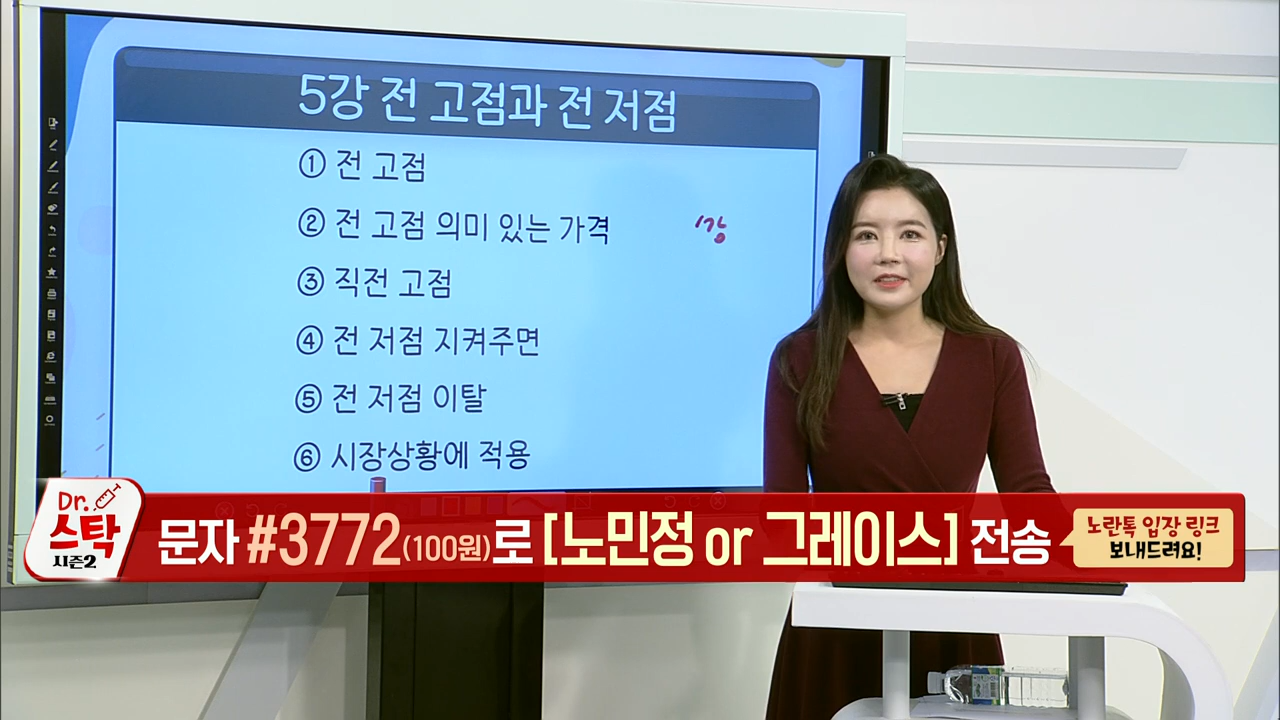 5강 전 고점과 전 저점
① 전 고점
② 전 고점 의미 있는 가격
강
③ 직전 고점
④ 전 저점 지켜주면
⑤ 전 저점 이탈
⑥ 시장상황에 적용
Dr.
스탁
시즌2
문자 #3772(100원)로 [노민정 or 그레이스] 전송
노란톡 입장 링크
보내드려요!